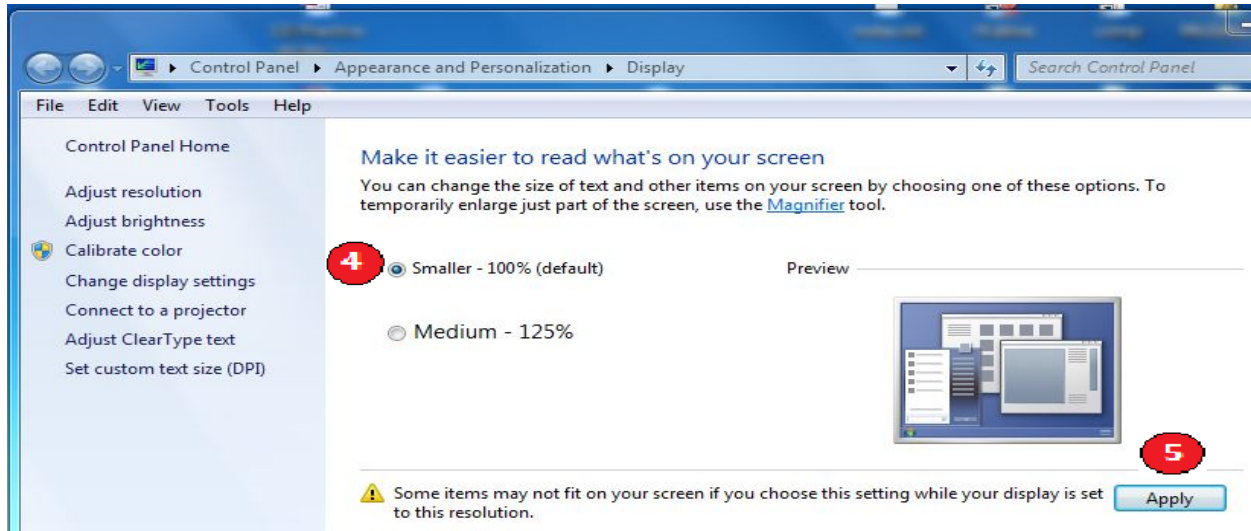 Control Panel ▸ Appearance and Personalization ▸ Display
Search Control Panel
File Edit View Tools Help
Control Panel Home
Adjust resolution
Adjust brightness
Calibrate color
Change display settings
Connect to a projector
Adjust ClearType text
Set custom text size (DPI)
Make it easier to read what's on your screen
You can change the size of text and other items on your screen by choosing one of these options. To
temporarily enlarge just part of the screen, use the Magnifier tool.
4
Smaller - 100% (default)
Preview
Medium - 125%
5
Some items may not fit on your screen if you choose this setting while your display is set
to this resolution.
Apply